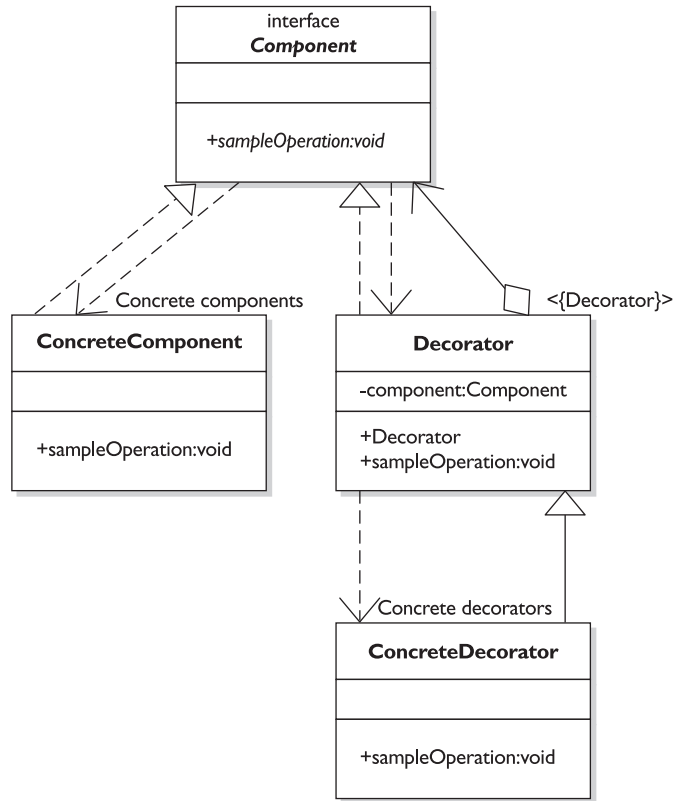 interface
Component
+sampleOperation:void
Concrete components
<{Decorator}>
ConcreteComponent
+sampleOperation:void
Decorator
-component:Component
+Decorator
+sampleOperation:void
Concrete decorators
ConcreteDecorator
+sampleOperation:void